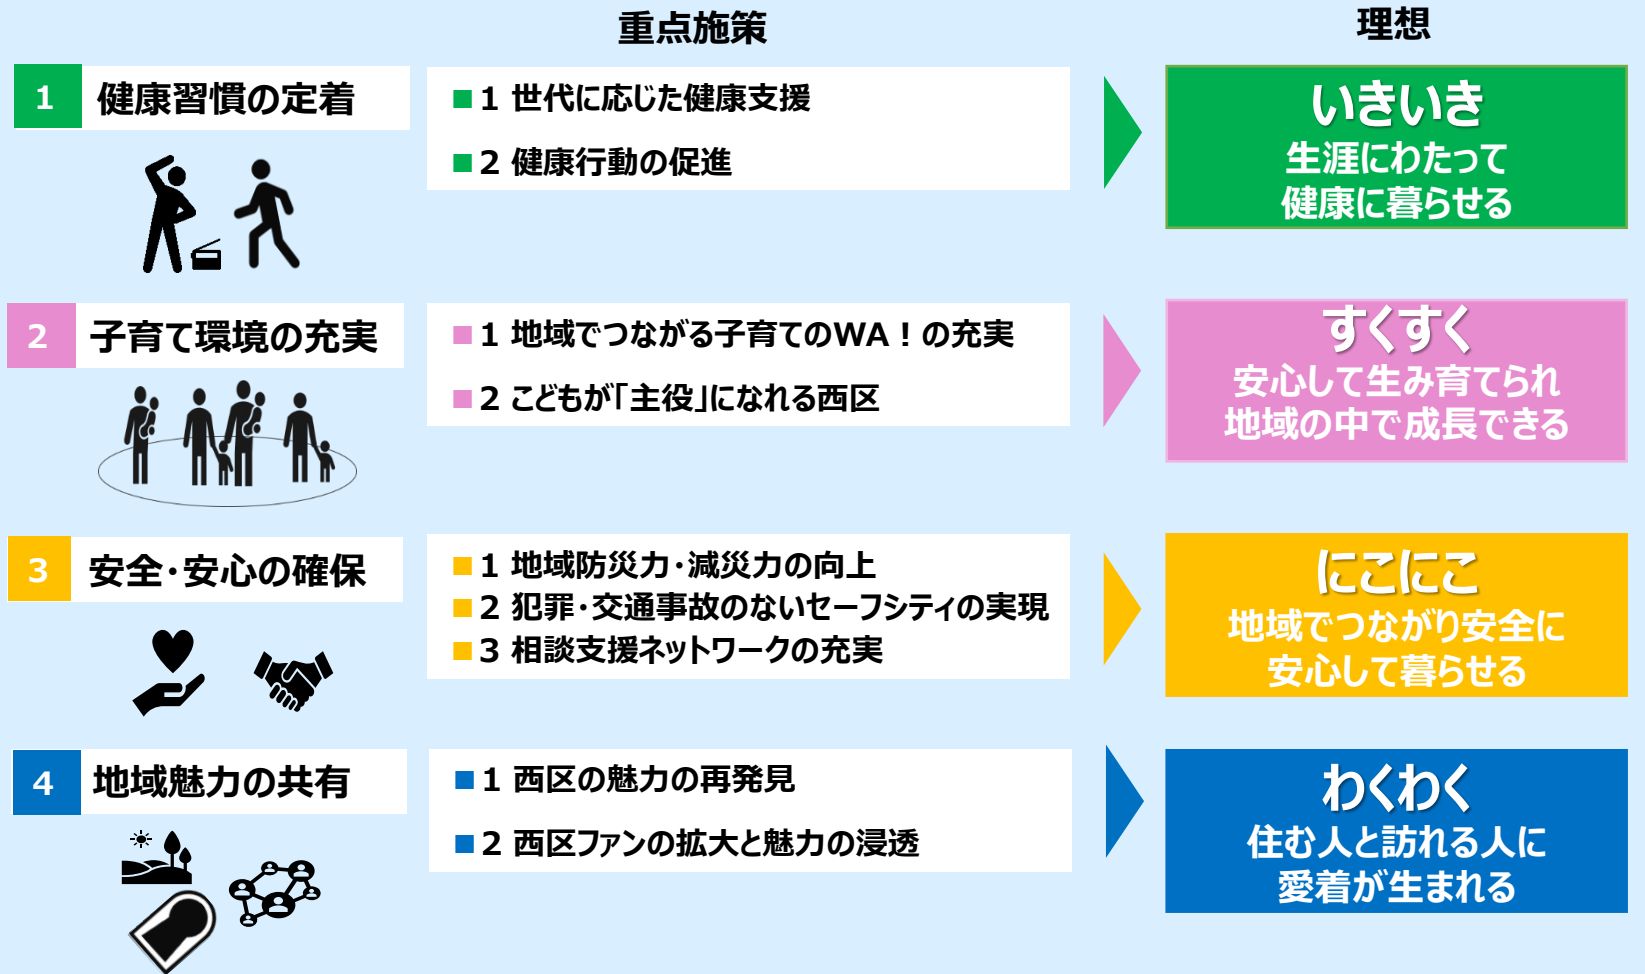 重点施策
理想
1 健康習慣の定着
■1 世代に応じた健康支援
■2 健康行動の促進
いきいき
生涯にわたって
健康に暮らせる
2 子育て環境の充実
■1 地域でつながる子育てのWA！の充実
■2 こどもが「主役」になれる西区
すくすく
安心して生み育てられ
地域の中で成長できる
3 安全・安心の確保
■1 地域防災力・減災力の向上
■2 犯罪・交通事故のないセーフシティの実現
■3 相談支援ネットワークの充実
にこにこ
地域でつながり安全に
安心して暮らせる
4 地域魅力の共有
■1 西区の魅力の再発見
■2 西区ファンの拡大と魅力の浸透
わくわく
住む人と訪れる人に
愛着が生まれる